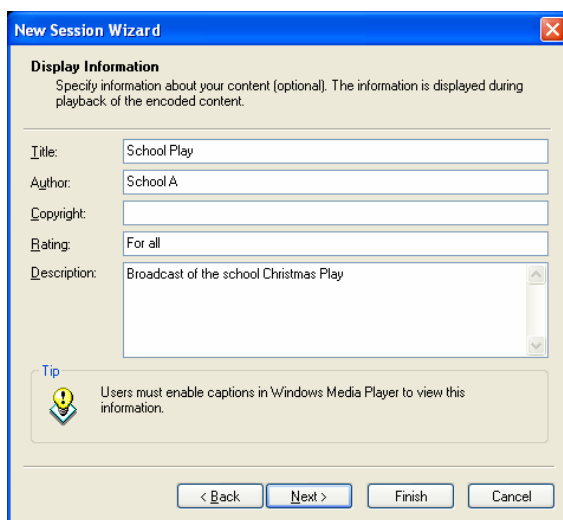 New Session Wizard
Display Information
Specify information about your content (optional). The information is displayed during
playback of the encoded content.
Title: School Play
Author: School A
Copyright:
Rating: For all
Description: Broadcast of the school Christmas Play
Tip
Users must enable captions in Windows Media Player to view this
information.
< Back Next > Finish Cancel